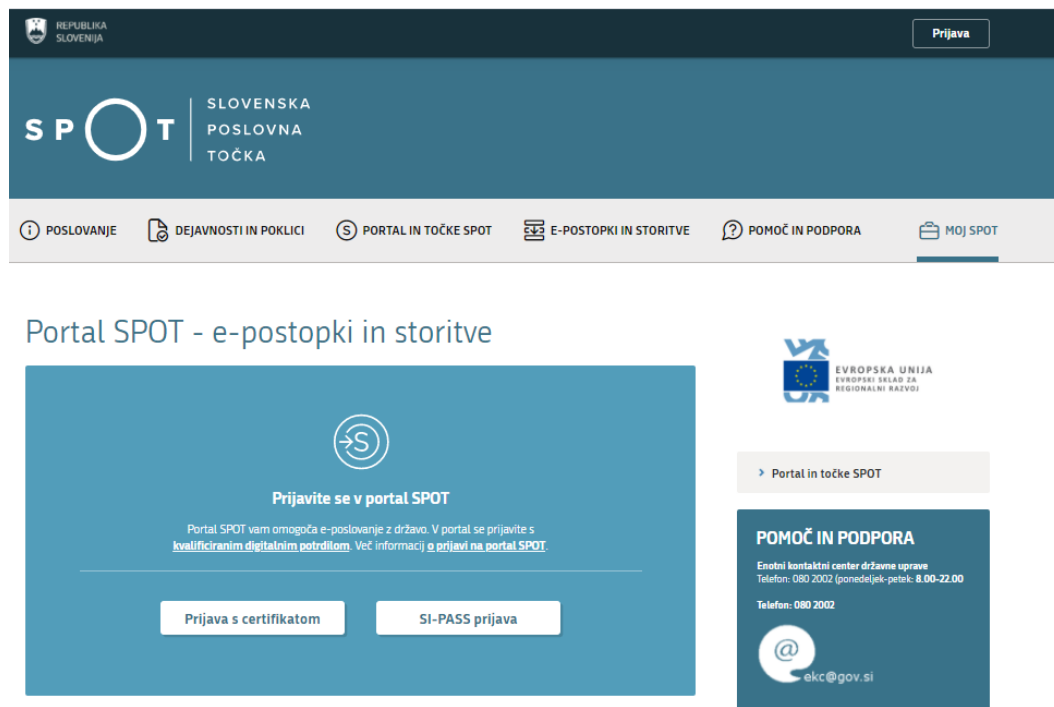 REPUBLIKA
SLOVENIJA
Prijava
SPOT
SLOVENSKA
POSLOVNA
TOČKA
POSLOVANJE
DEJAVNOSTI IN POKLICI
PORTAL IN TOČKE SPOT
E-POSTOPKI IN STORITVE
POMOČ IN PODPORA
MOJ SPOT
Portal SPOT - e-postopki in storitve
S
Prijavite se v portal SPOT
Portal SPOT vam omogoča e-poslovanje z državo. V portal se prijavite s
kvalificiranim digitalnim potrdilom. Več informacij o prijavi na portal SPOT.
Prijava s certifikatom
SI-PASS prijava
EVROPSKA UNIJA
EVROPSKI SKLAD ZA
REGIONALNI RAZVOJ
Portal in točke SPOT
POMOČ IN PODPORA
Enotni kontaktni center državne uprave
Telefon: 080 2002 (ponedeljek-petek: 8.00-22.00
Telefon: 080 2002
@
ekc@gov.si